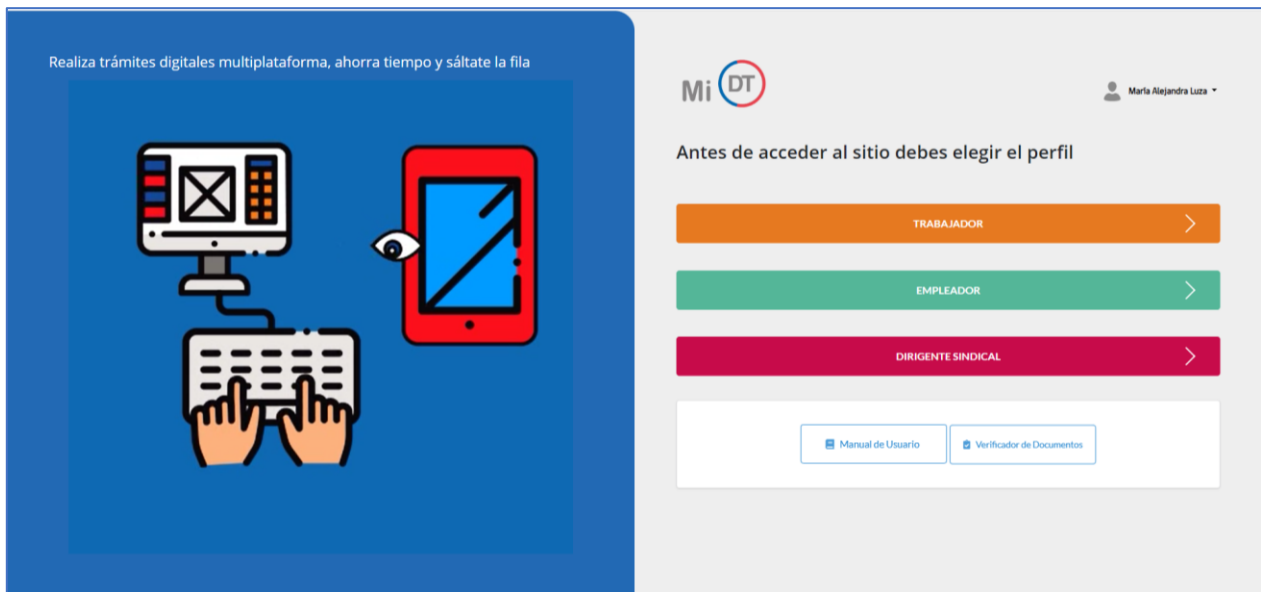 Realiza trámites digitales multiplataforma, ahorra tiempo y sáltate la fila
Mi DT
María Alejandra Luza
Antes de acceder al sitio debes elegir el perfil
TRABAJADOR
EMPLEADOR
DIRIGENTE SINDICAL
Manual de Usuario
Verificador de Documentos